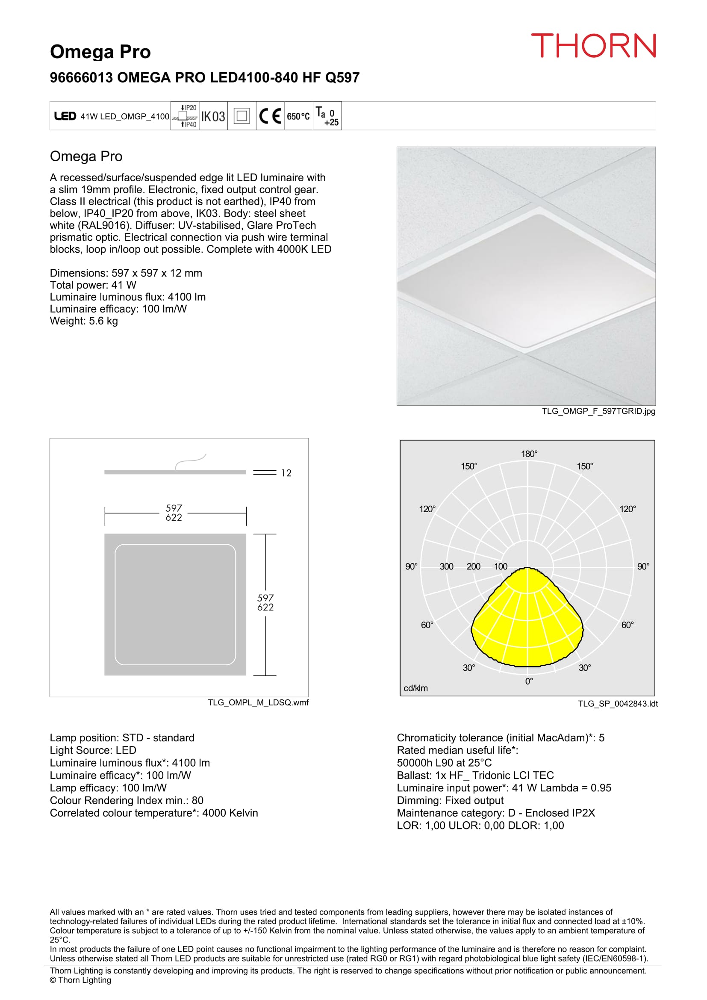 Omega Pro
THORN
96666013 OMEGA PRO LED4100-840 HF Q597
LED 41W LED_OMGP_4100 IP20 IP40 IK03 CE 650°C Ta 0 +25
Omega Pro
A recessed/surface/suspended edge lit LED luminaire with
a slim 19mm profile. Electronic, fixed output control gear.
Class II electrical (this product is not earthed), IP40 from
below, IP40_IP20 from above, IK03. Body: steel sheet
white (RAL9016). Diffuser: UV-stabilised, Glare ProTech
prismatic optic. Electrical connection via push wire terminal
blocks, loop in/loop out possible. Complete with 4000K LED
Dimensions: 597 x 597 x 12 mm
Total power: 41 W
Luminaire luminous flux: 4100 lm
Luminaire efficacy: 100 lm/W
Weight: 5.6 kg
TLG_OMGP_F_597TGRID.jpg
12
597
622
597
622
TLG_OMPL_M_LDSQ.wmf
180°
150° 150°
120° 120°
90° 300 200 100 90°
60° 60°
30° 30°
0°
cd/klm
TLG_SP_0042843.ldt
Lamp position: STD - standard
Light Source: LED
Luminaire luminous flux*: 4100 lm
Luminaire efficacy*: 100 lm/W
Lamp efficacy: 100 lm/W
Colour Rendering Index min.: 80
Correlated colour temperature*: 4000 Kelvin
Chromaticity tolerance (initial MacAdam)*: 5
Rated median useful life*:
50000h L90 at 25°C
Ballast: 1x HF_ Tridonic LCI TEC
Luminaire input power*: 41 W Lambda = 0.95
Dimming: Fixed output
Maintenance category: D - Enclosed IP2X
LOR: 1,00 ULOR: 0,00 DLOR: 1,00
All values marked with an * are rated values. Thorn uses tried and tested components from leading suppliers, however there may be isolated instances of
technology-related failures of individual LEDs during the rated product lifetime. International standards set the tolerance in initial flux and connected load at ±10%.
Colour temperature is subject to a tolerance of up to +/-150 Kelvin from the nominal value. Unless stated otherwise, the values apply to an ambient temperature of
25°C.
In most products the failure of one LED point causes no functional impairment to the lighting performance of the luminaire and is therefore no reason for complaint.
Unless otherwise stated all Thorn LED products are suitable for unrestricted use (rated RG0 or RG1) with regard photobiological blue light safety (IEC/EN60598-1).
Thorn Lighting is constantly developing and improving its products. The right is reserved to change specifications without prior notification or public announcement.
© Thorn Lighting